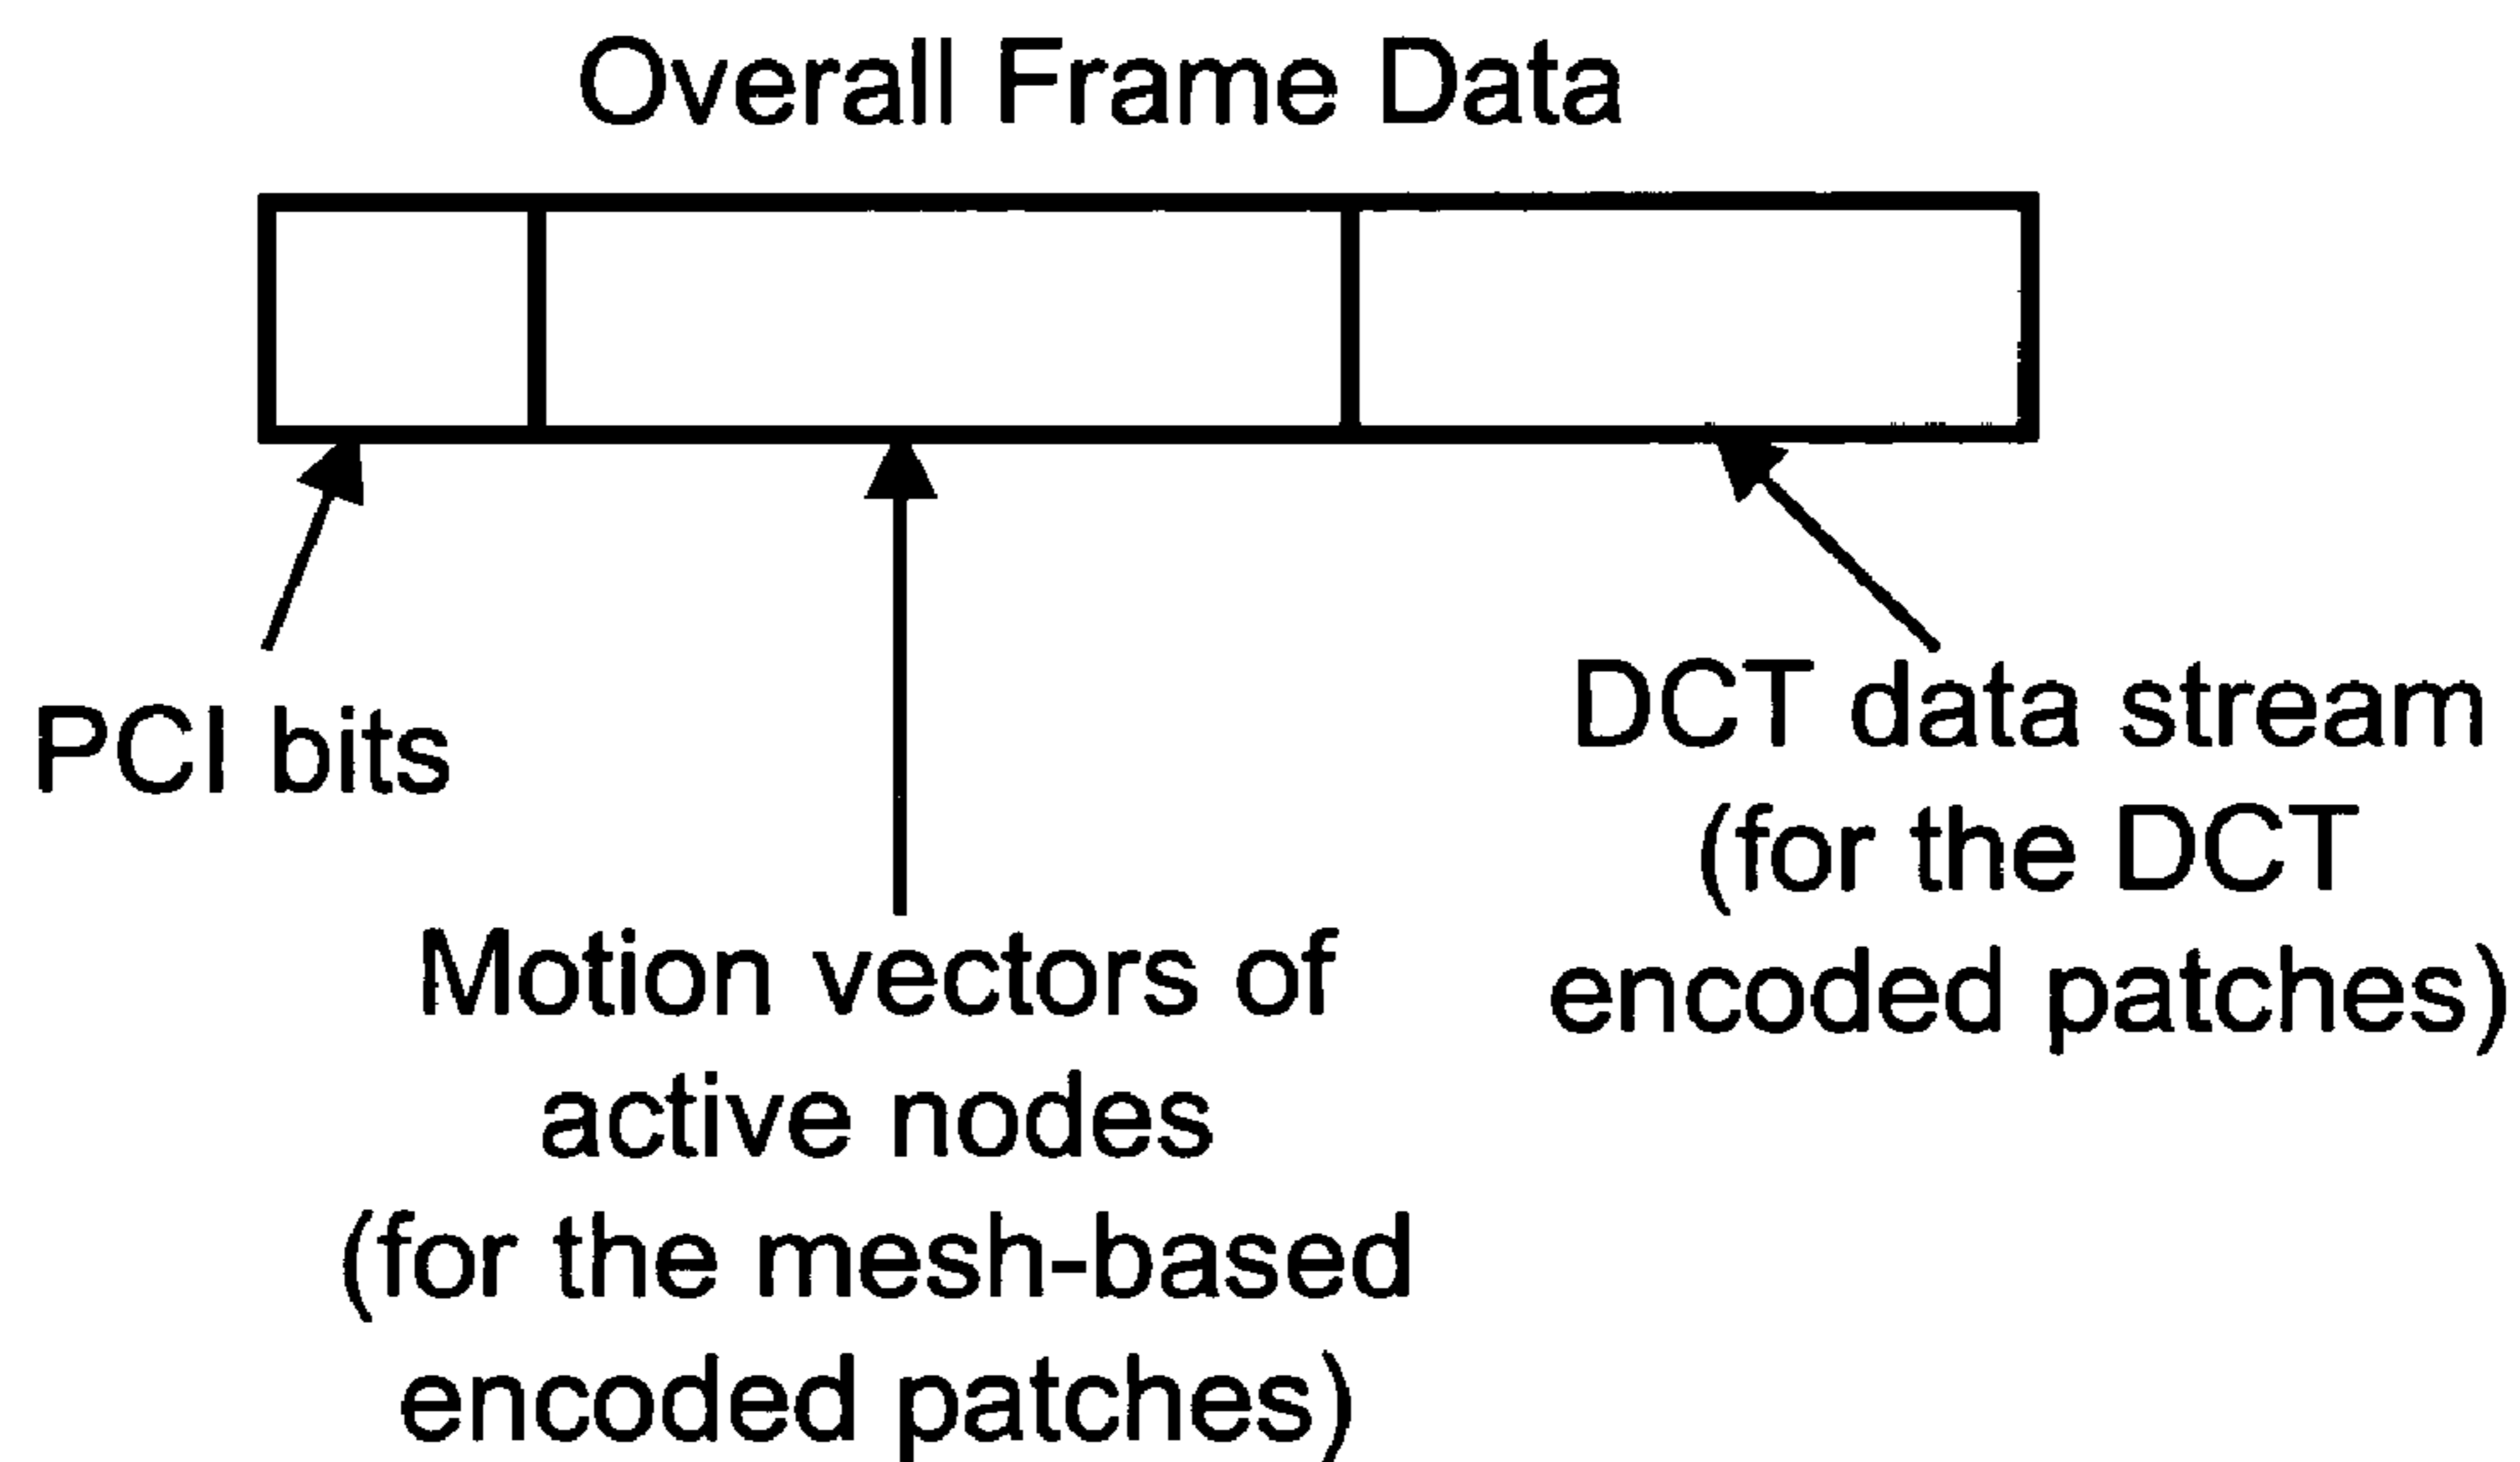 Overall Frame Data
PCI bits
Motion vectors of
active nodes
(for the mesh-based
encoded patches)
DCT data stream
(for the DCT
encoded patches)